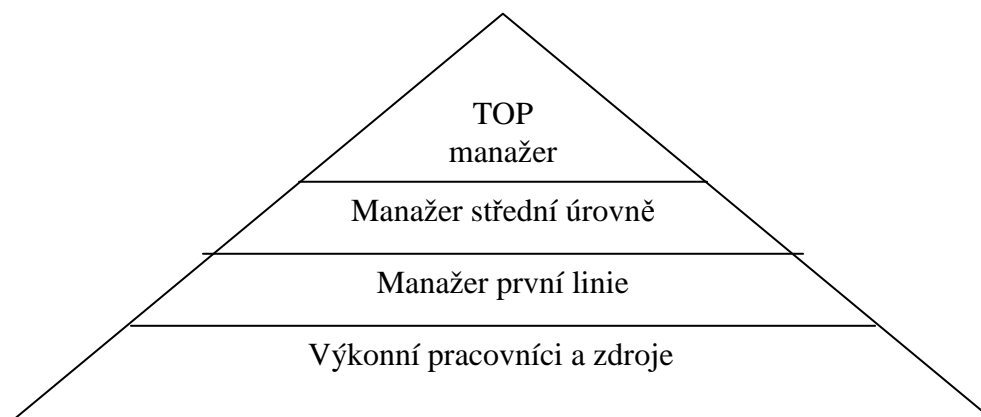 TOP
manažer
Manažer střední úrovně
Manažer první linie
Výkonní pracovníci a zdroje